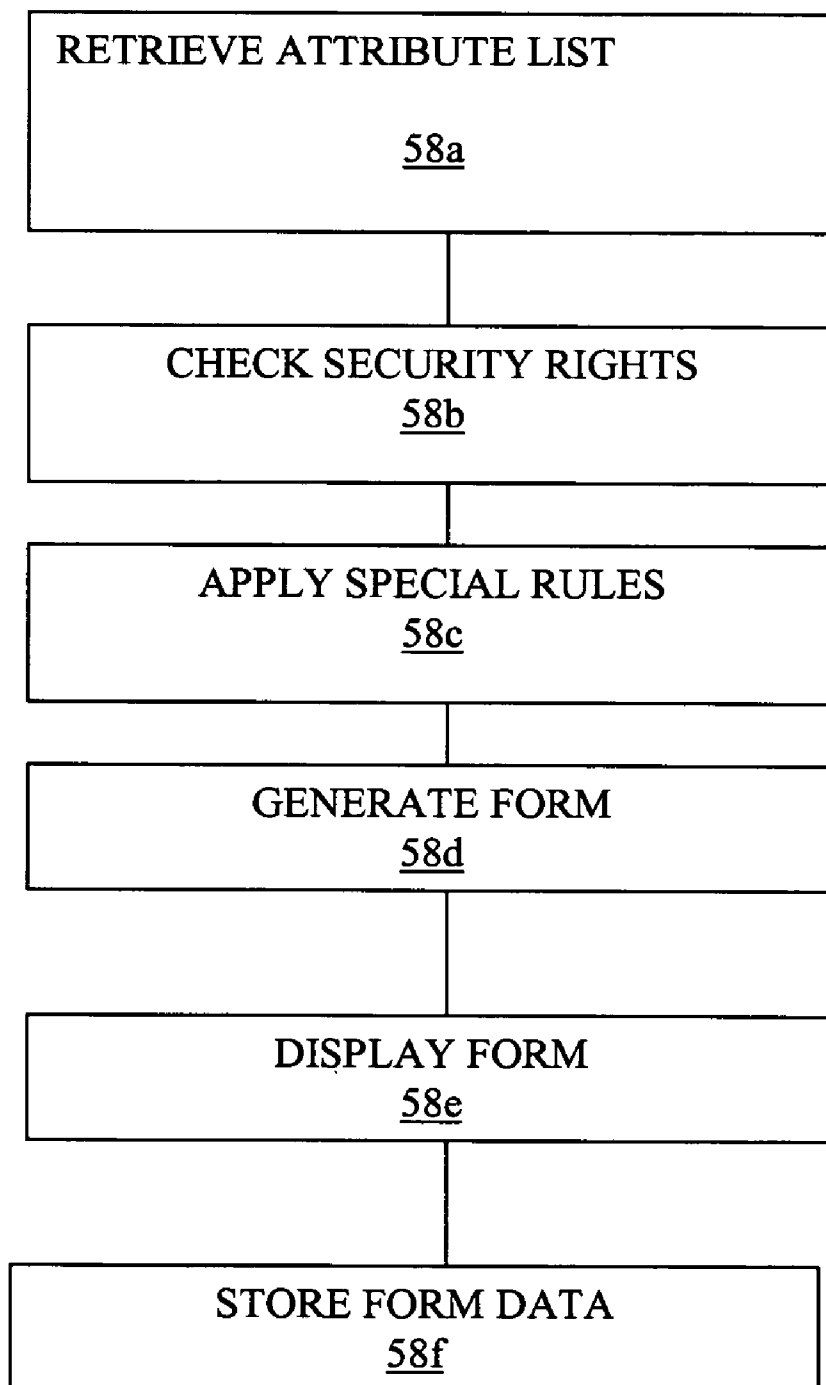 RETRIEVE ATTRIBUTE LIST
58a
CHECK SECURITY RIGHTS
58b
APPLY SPECIAL RULES
58c
GENERATE FORM
58d
DISPLAY FORM
58e
STORE FORM DATA
58f